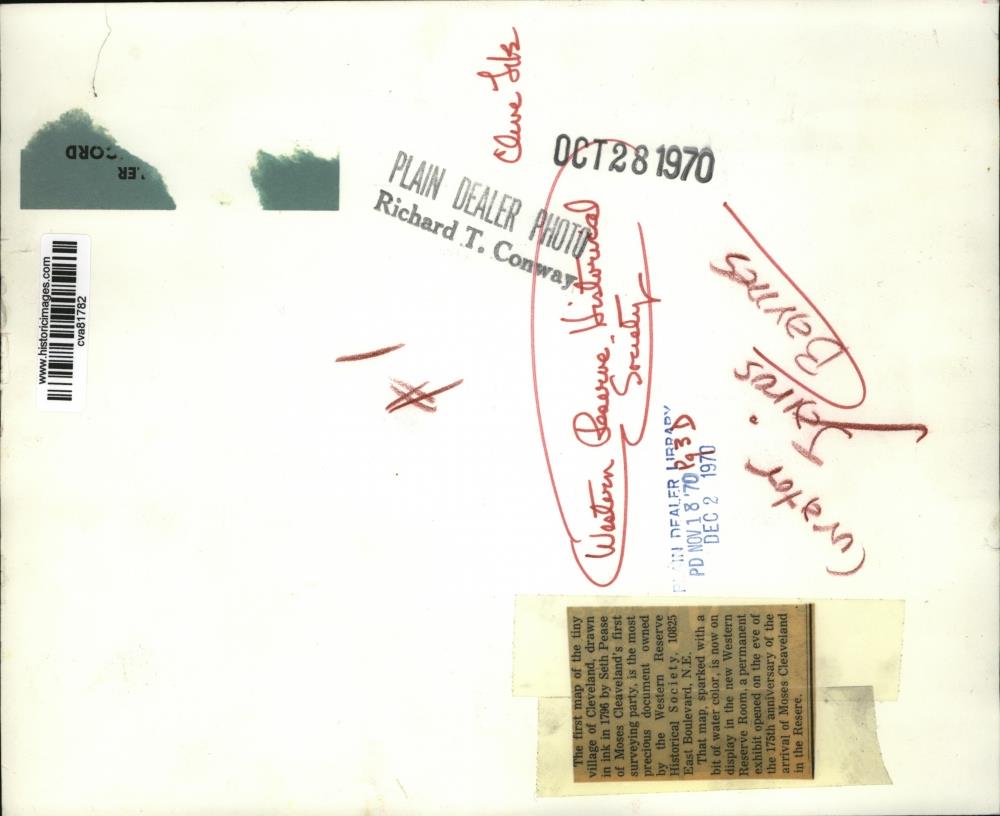 Cleve
OCT 28 1970
PLAIN DEALER PHOTO
Richard T. Conway
Western Reserve Historical
Society
PLAIN DEALER LIBRARY
PD NOV 18 '70 Pg 3 D
DEC 2 1970
Curator:
Baynes
CORD
www.historicimages.com
cva81782
The first map of the tiny
village of Cleveland, drawn
in ink in 1796 by Seth Pease
of Moses Cleaveland's first
surveying party, is the most
precious document owned
by the Western Reserve
Historical Society, 10825
East Boulevard, N.E.
That map, sparked with a
bit of water color, is now on
display in the new Western
Reserve Room, a permanent
exhibit opened on the eve of
the 175th anniversary of the
arrival of Moses Cleaveland
in the Resere.